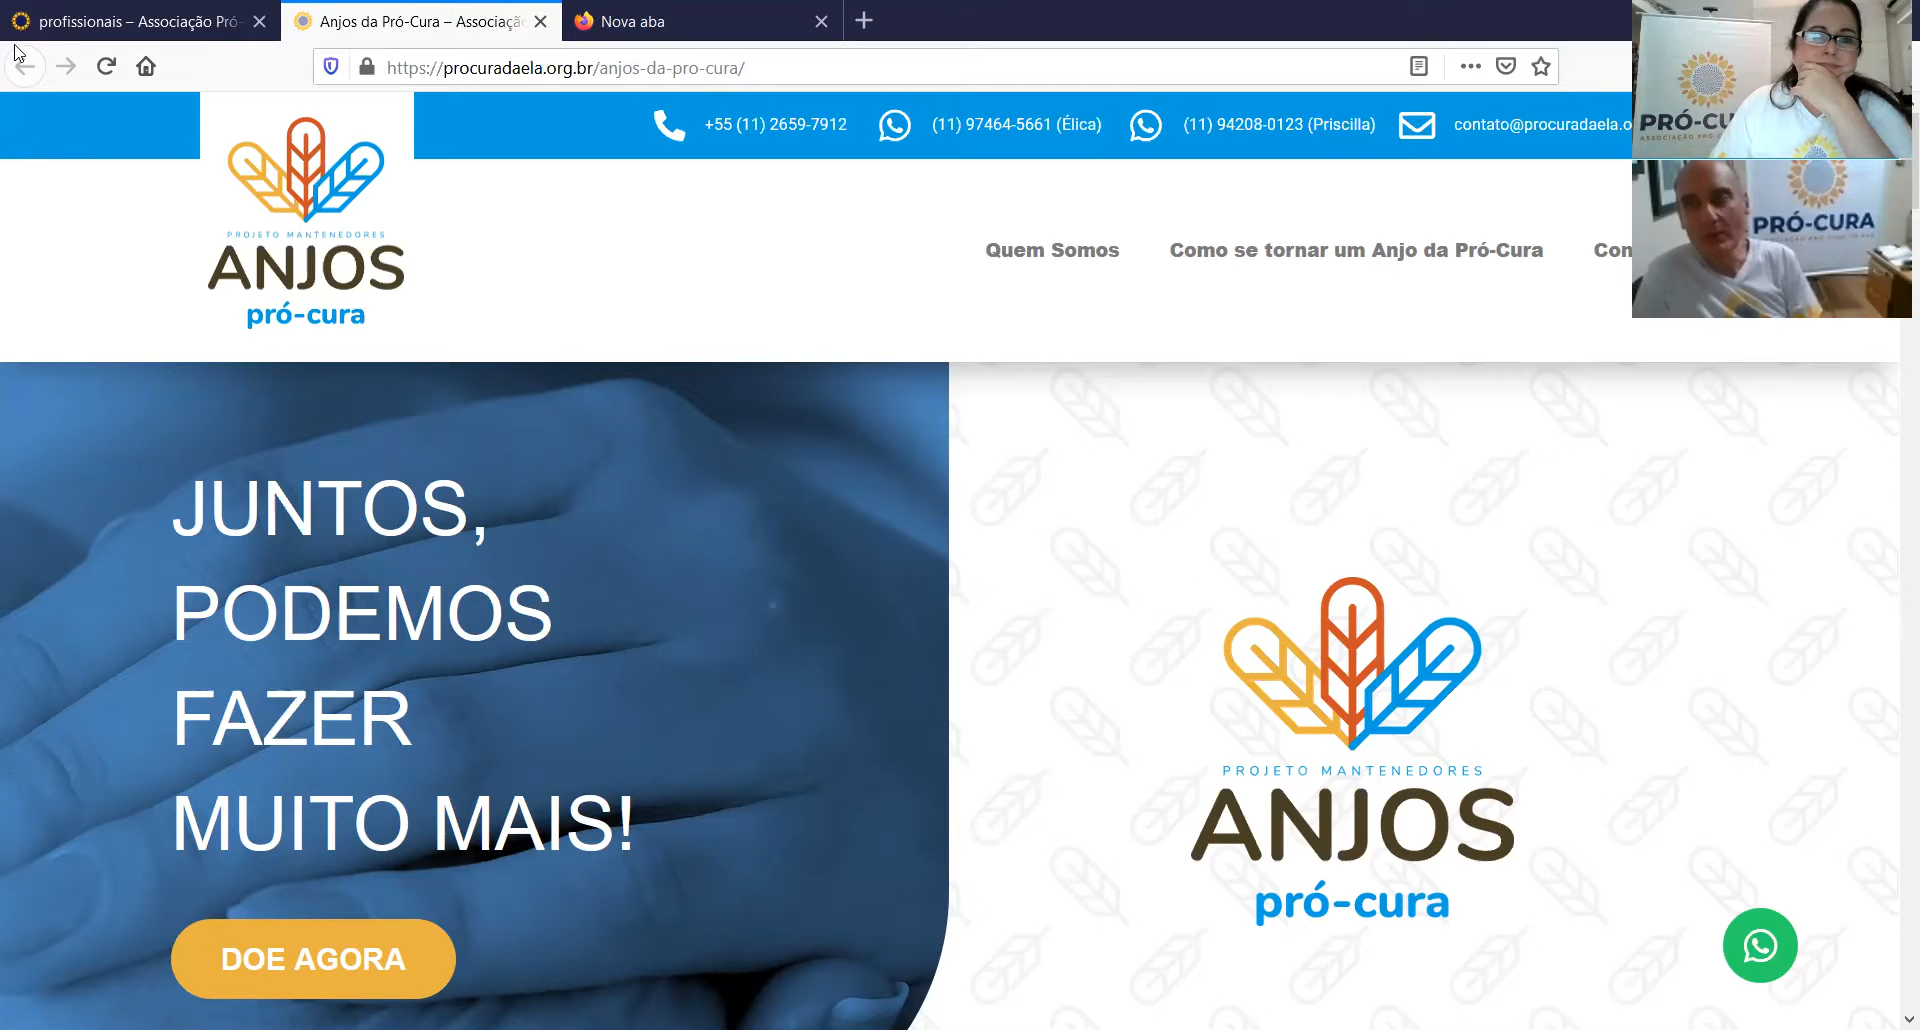 profissionais – Associação Pró-
Anjos da Pró-Cura – Associação
Nova aba
https://procuradaela.org.br/anjos-da-pro-cura/
+55 (11) 2659-7912
(11) 97464-5661 (Élica)
(11) 94208-0123 (Priscilla)
contato@procuradaela.o
PROJETO MANTENEDORES
ANJOS
pró-cura
Quem Somos
Como se tornar um Anjo da Pró-Cura
Con
PRÓ-CU
PRÓ-CURA
JUNTOS,
PODEMOS
FAZER
MUITO MAIS!
DOE AGORA
PROJETO MANTENEDORES
ANJOS
pró-cura